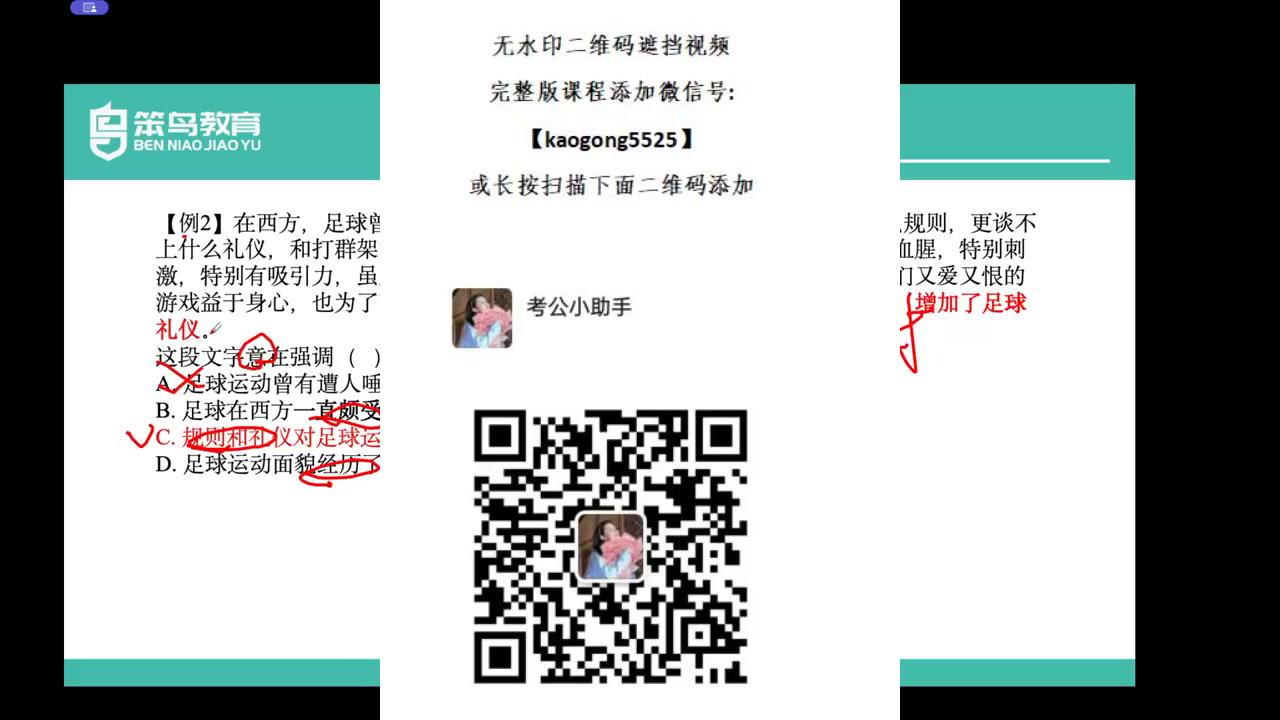 无水印二维码遮挡视频
完整版课程添加微信号:
【kaogong5525】
或长按扫描下面二维码添加
考公小助手
笨鸟教育
BEN NIAO JIAO YU
【例2】在西方，足球曾
规则，更谈不
上什么礼仪，和打群架
血腥，特别刺
激，特别有吸引力，虽
们又爱又恨的
游戏益于身心，也为了
增加了足球
礼仪。
这段文字意在强调（ ）
A. 足球运动曾有遭人唾
B. 足球在西方一直颇受
C. 规则和礼仪对足球运
D. 足球运动面貌经历了